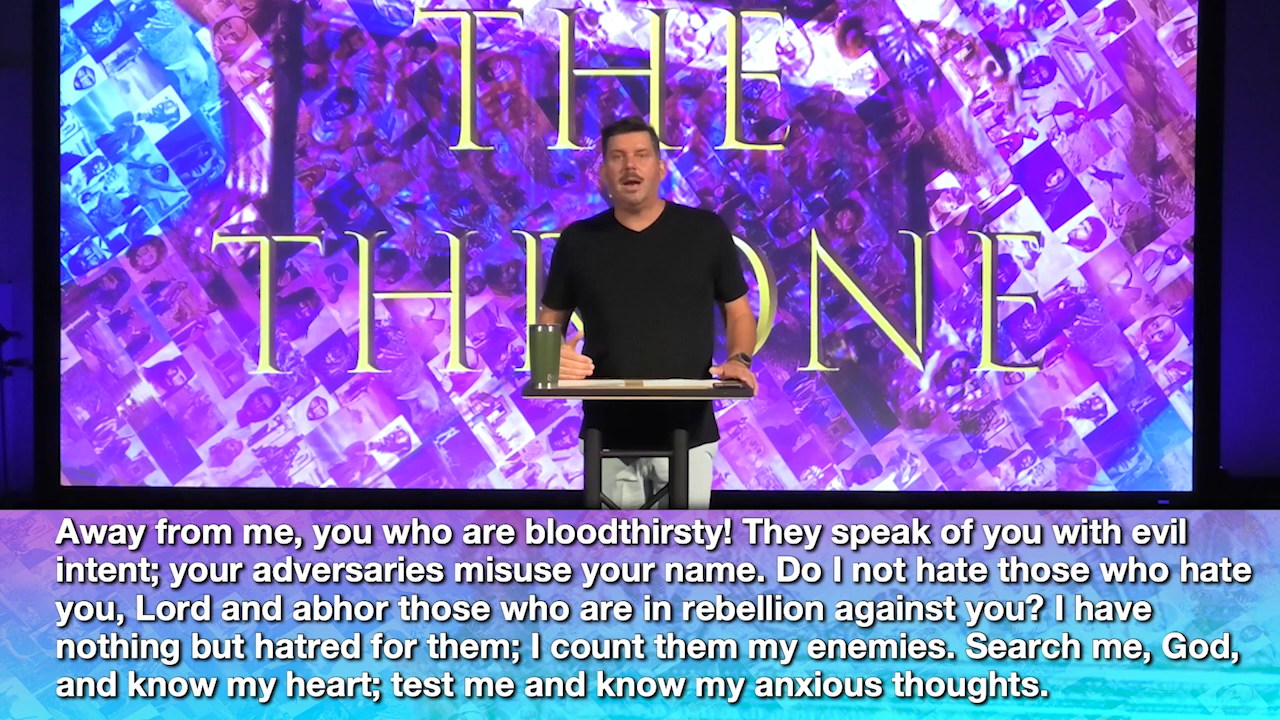 THE
THRONE
Away from me, you who are bloodthirsty! They speak of you with evil
intent; your adversaries misuse your name. Do I not hate those who hate
you, Lord and abhor those who are in rebellion against you? I have
nothing but hatred for them; I count them my enemies. Search me, God,
and know my heart; test me and know my anxious thoughts.